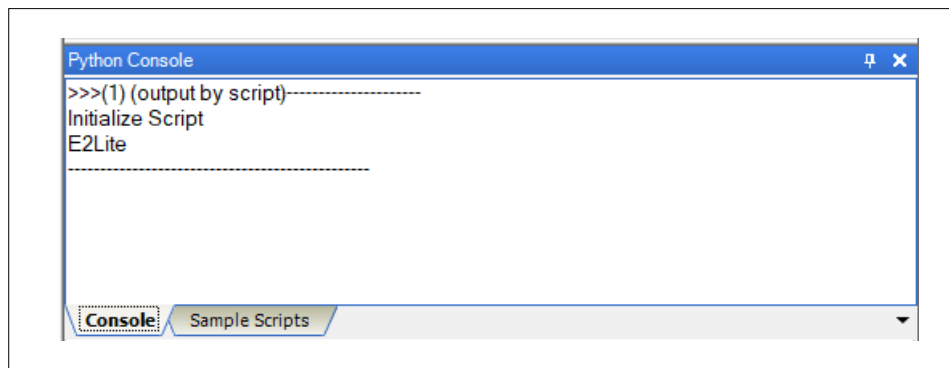 Python Console
>>>(1) (output by script)---------------------
Initialize Script
E2Lite
-----------------------------------------------
Console
Sample Scripts